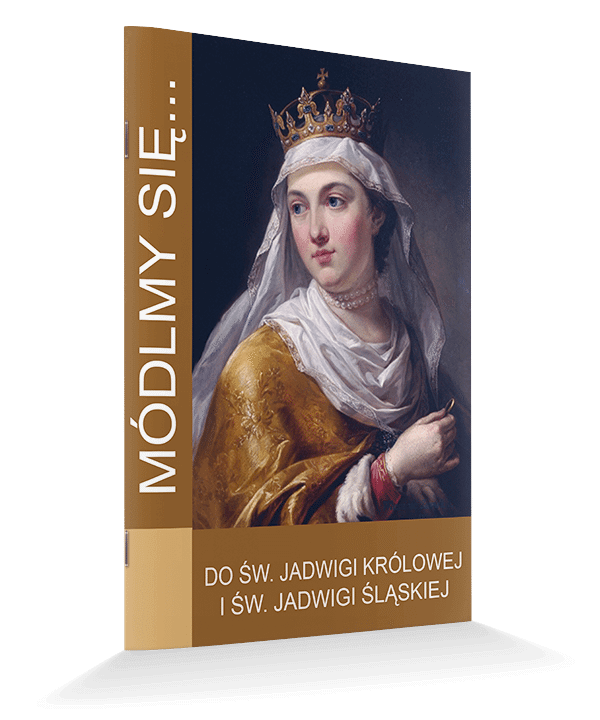 MÓDLMY SIĘ...
DO ŚW. JADWIGI KRÓLOWEJ
I ŚW. JADWIGI ŚLĄSKIEJ